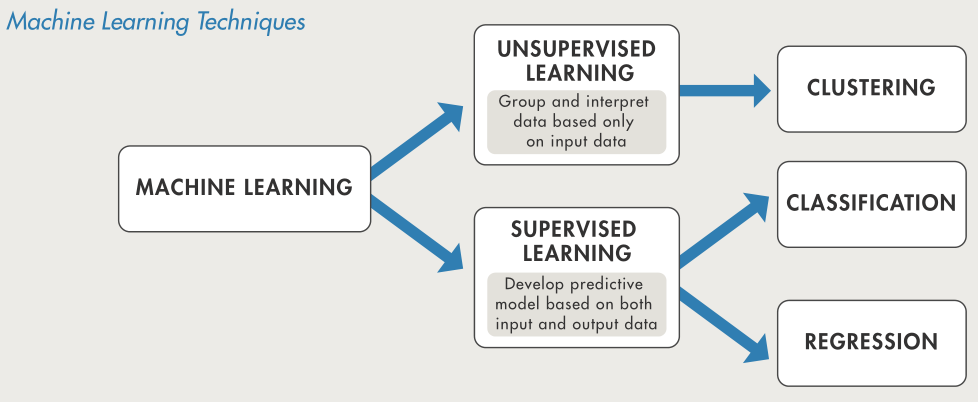 Machine Learning Techniques
MACHINE LEARNING
UNSUPERVISED
LEARNING
Group and interpret
data based only
on input data
CLUSTERING
SUPERVISED
LEARNING
Develop predictive
model based on both
input and output data
CLASSIFICATION
REGRESSION